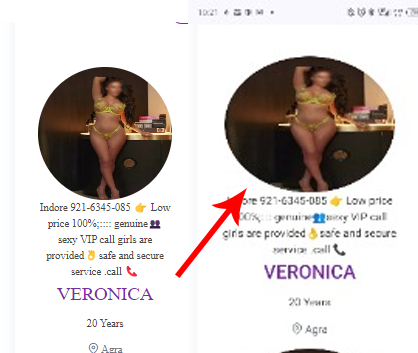 Indore 921-6345-085 👉 Low
price 100%;::::: genuine👥
sexy VIP call girls are
provided👌safe and secure
service .call 📞
VERONICA
20 Years
Agra
10:21
Indore 921-6345-085 👉 Low price
100%;::::: genuine👥sexy VIP call
girls are provided👌safe and secure
service .call 📞
VERONICA
20 Years
Agra